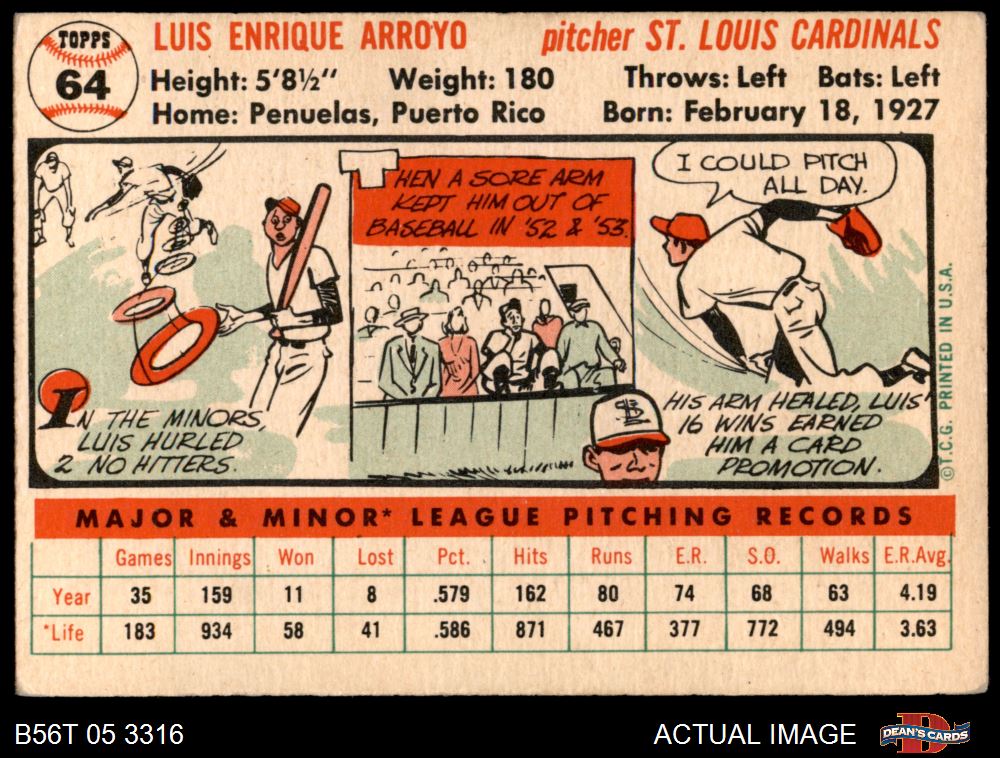 TOPPS
64
LUIS ENRIQUE ARROYO pitcher ST. LOUIS CARDINALS
Height: 5'8½" Weight: 180 Throws: Left Bats: Left
Home: Penuelas, Puerto Rico Born: February 18, 1927
IN THE MINORS,
LUIS HURLED
2 NO HITTERS.
WHEN A SORE ARM
KEPT HIM OUT OF
BASEBALL IN '52 & '53.
I COULD PITCH
ALL DAY.
HIS ARM HEALED, LUIS'
16 WINS EARNED
HIM A CARD
PROMOTION.
STL
©T.C.G. PRINTED IN U.S.A.
MAJOR & MINOR* LEAGUE PITCHING RECORDS
Games Innings Won Lost Pct. Hits Runs E.R. S.O. Walks E.R.Avg.
Year 35 159 11 8 .579 162 80 74 68 63 4.19
*Life 183 934 58 41 .586 871 467 377 772 494 3.63
B56T 05 3316 ACTUAL IMAGE DEAN'S CARDS